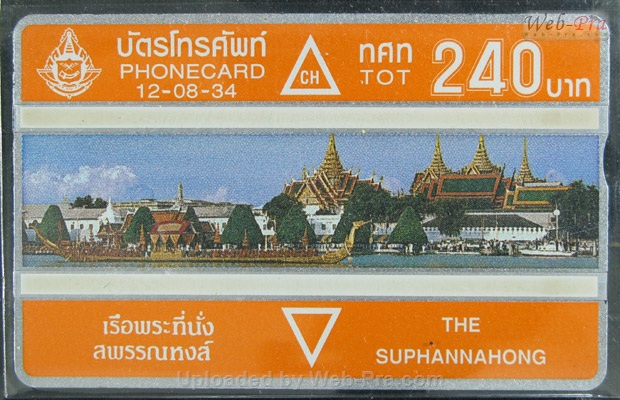 Web-Pra
บัตรโทรศัพท์
PHONECARD
12-08-34
CH
ทศท
TOT
240 บาท
เรือพระที่นั่ง
สุพรรณหงส์
THE
SUPHANNAHONG
Uploaded by Web-Pra.com